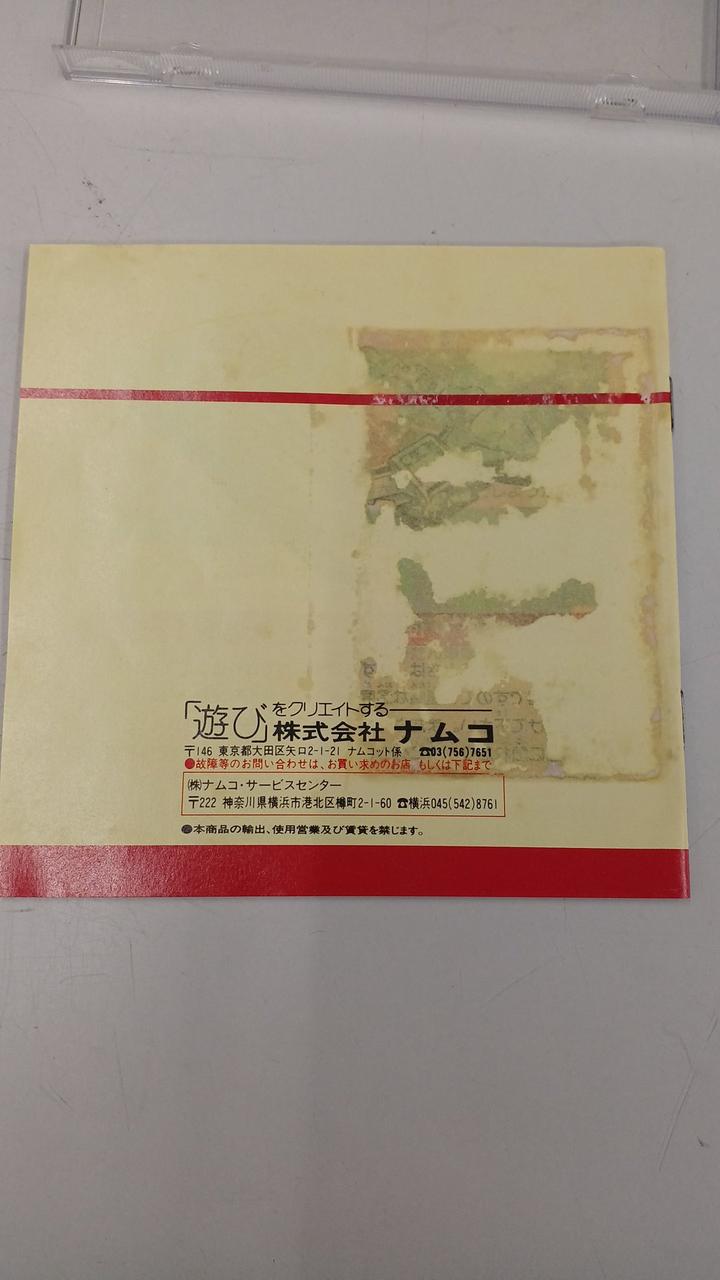 「遊び」をクリエイトする
株式会社ナムコ
〒146 東京都大田区矢口2-1-21 ナムコット係 ☎03(756)7651
●故障等のお問い合わせは、お買い求めのお店、もしくは下記まで
㈱ナムコ・サービスセンター
〒222 神奈川県横浜市港北区樽町2-1-60 ☎横浜045(542)8761
●本商品の輸出、使用営業及び賃貸を禁じます。